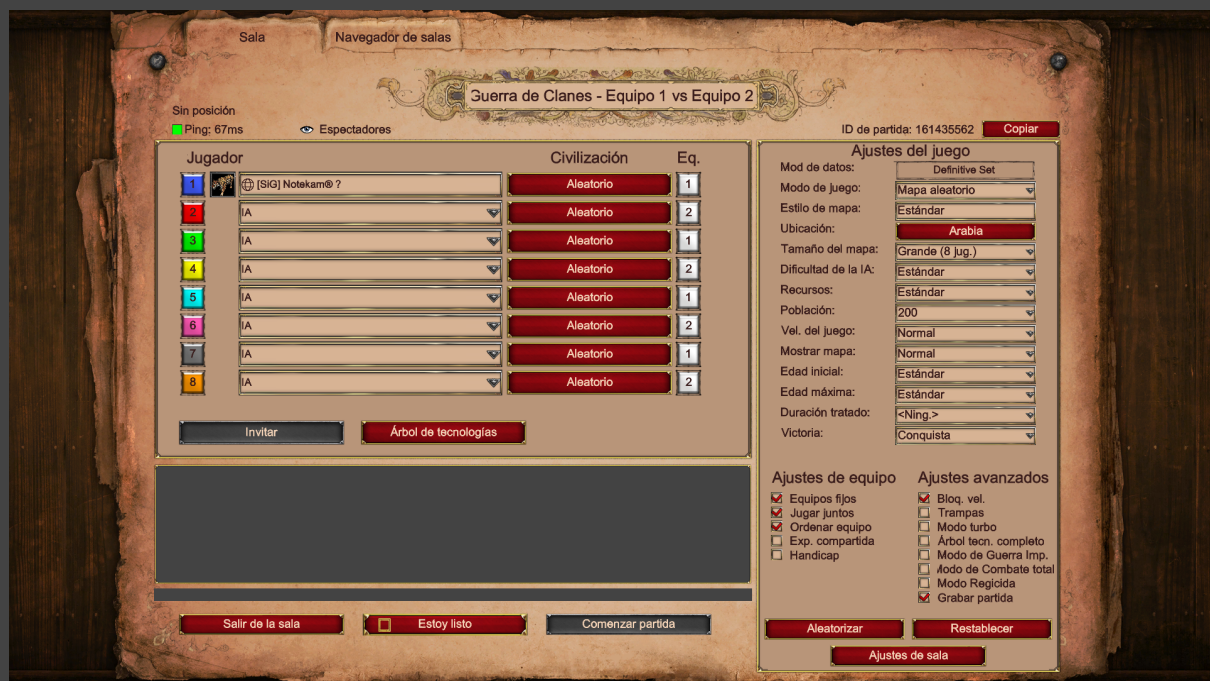 Sala
Navegador de salas
Guerra de Clanes - Equipo 1 vs Equipo 2
Sin posición
Ping: 67ms
Espectadores
ID de partida: 161435562
Copiar
Jugador Civilización Eq.
1 [SiG] Notekam® ? Aleatorio 1
2 IA Aleatorio 2
3 IA Aleatorio 1
4 IA Aleatorio 2
5 IA Aleatorio 1
6 IA Aleatorio 2
7 IA Aleatorio 1
8 IA Aleatorio 2
Invitar
Árbol de tecnologías
Salir de la sala
Estoy listo
Comenzar partida
Ajustes del juego
Mod de datos: Definitive Set
Modo de juego: Mapa aleatorio
Estilo de mapa: Estándar
Ubicación: Arabia
Tamaño del mapa: Grande (8 jug.)
Dificultad de la IA: Estándar
Recursos: Estándar
Población: 200
Vel. del juego: Normal
Mostrar mapa: Normal
Edad inicial: Estándar
Edad máxima: Estándar
Duración tratado: <Ning.>
Victoria: Conquista
Ajustes de equipo
Equipos fijos
Jugar juntos
Ordenar equipo
Exp. compartida
Handicap
Ajustes avanzados
Bloq. vel.
Trampas
Modo turbo
Árbol tecn. completo
Modo de Guerra Imp.
Modo de Combate total
Modo Regicida
Grabar partida
Aleatorizar
Restablecer
Ajustes de sala